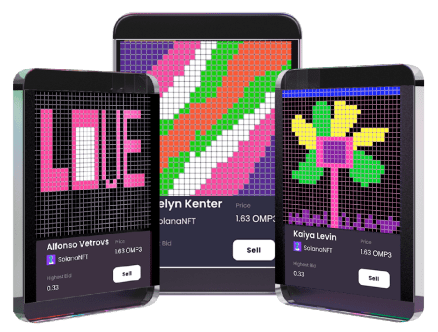 LOVE
Alfonso Vetrovs
Price
SolanaNFT
1.63 OMP3
Highest Bid
0.33
Sell
elyn Kenter
Price
SolanaNFT
1.63 OMP3
Bid
Sell
Kaiya Levin
Price
SolanaNFT
1.63 OMP3
Highest Bid
0.33
Sell